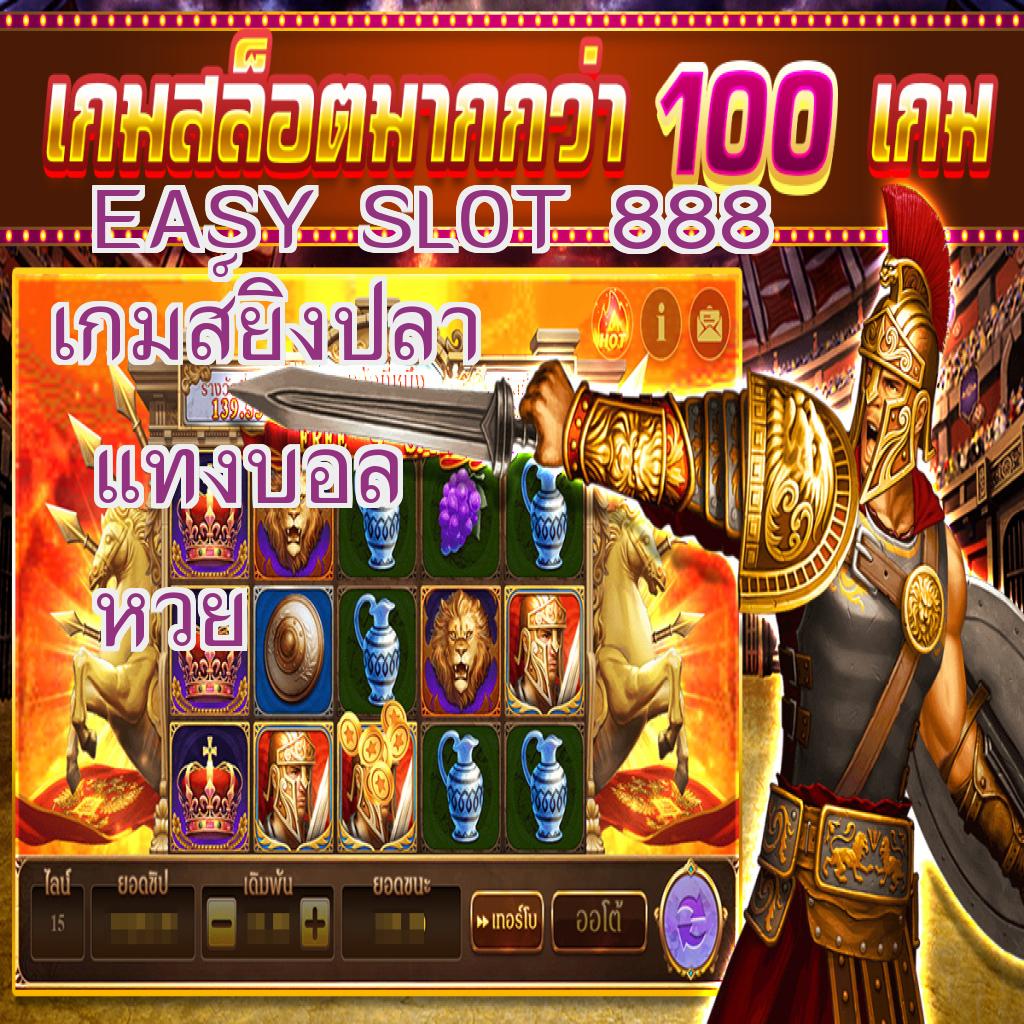 เกมสล็อตมากกว่า 100 เกม
EASY SLOT 888
เกมส์ยิงปลา
HOT
139.
แทงบอล
หวย
ไลน์ ยอดชิป เดิมพัน ยอดชนะ
15 เทอร์โบ ออโต้